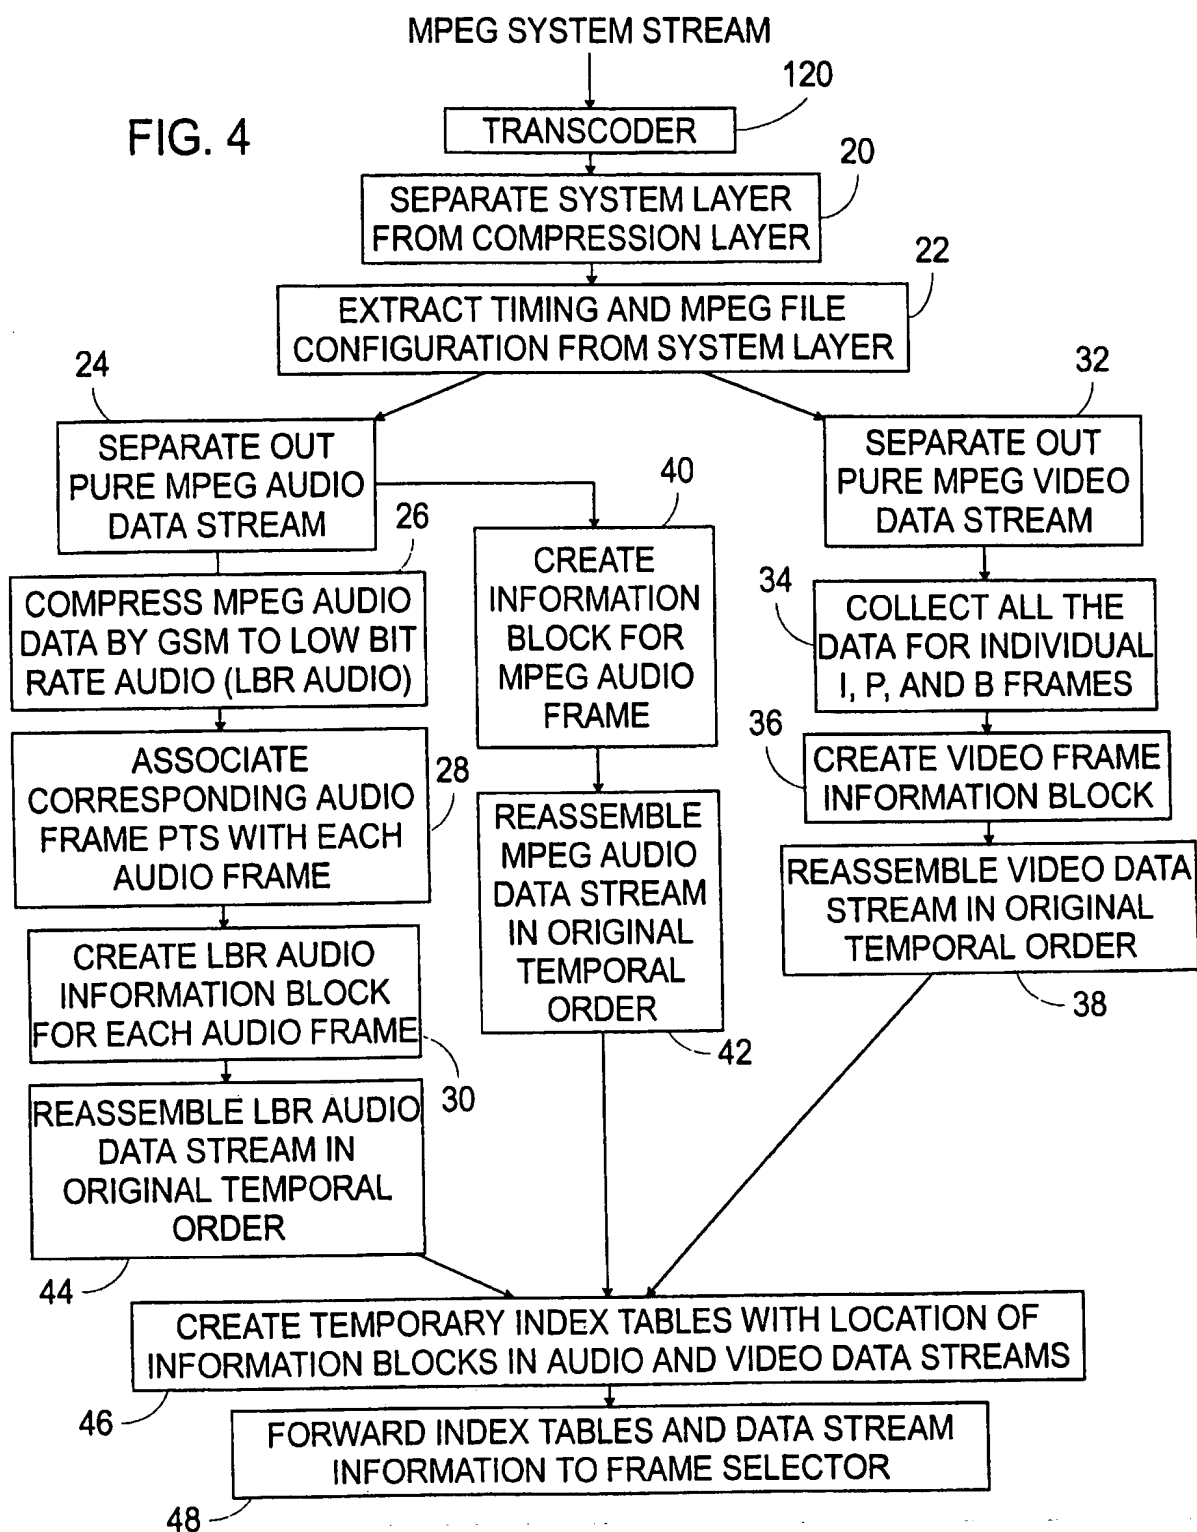 MPEG SYSTEM STREAM
120
FIG. 4
TRANSCODER
20
SEPARATE SYSTEM LAYER
FROM COMPRESSION LAYER
22
EXTRACT TIMING AND MPEG FILE
CONFIGURATION FROM SYSTEM LAYER
24
SEPARATE OUT
PURE MPEG AUDIO
DATA STREAM
26
COMPRESS MPEG AUDIO
DATA BY GSM TO LOW BIT
RATE AUDIO (LBR AUDIO)
ASSOCIATE
CORRESPONDING AUDIO
FRAME PTS WITH EACH
AUDIO FRAME
28
CREATE LBR AUDIO
INFORMATION BLOCK
FOR EACH AUDIO FRAME
30
REASSEMBLE LBR AUDIO
DATA STREAM IN
ORIGINAL TEMPORAL
ORDER
44
40
CREATE
INFORMATION
BLOCK FOR
MPEG AUDIO
FRAME
REASSEMBLE
MPEG AUDIO
DATA STREAM
IN ORIGINAL
TEMPORAL
ORDER
42
32
SEPARATE OUT
PURE MPEG VIDEO
DATA STREAM
34
COLLECT ALL THE
DATA FOR INDIVIDUAL
I, P, AND B FRAMES
36
CREATE VIDEO FRAME
INFORMATION BLOCK
REASSEMBLE VIDEO DATA
STREAM IN ORIGINAL
TEMPORAL ORDER
38
CREATE TEMPORARY INDEX TABLES WITH LOCATION OF
INFORMATION BLOCKS IN AUDIO AND VIDEO DATA STREAMS
46
FORWARD INDEX TABLES AND DATA STREAM
INFORMATION TO FRAME SELECTOR
48